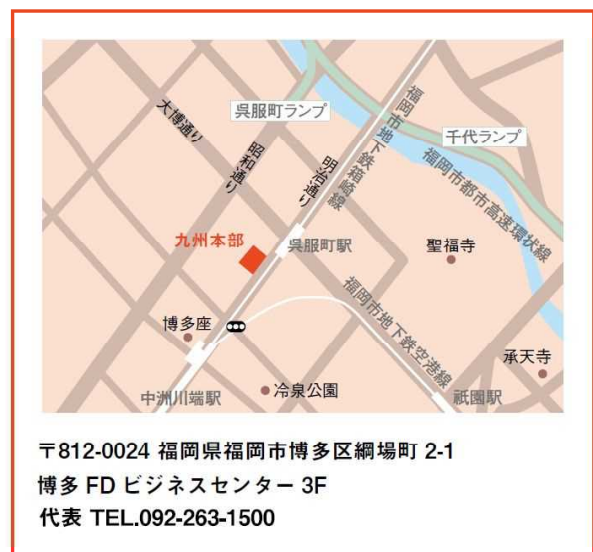 大博通り
昭和通り
呉服町ランプ
明治通り
福岡市地下鉄箱崎線
千代ランプ
福岡市都市高速環状線
九州本部
呉服町駅
聖福寺
福岡市地下鉄空港線
博多座
承天寺
中洲川端駅
冷泉公園
祇園駅
〒812-0024 福岡県福岡市博多区綱場町 2-1
博多 FD ビジネスセンター 3F
代表 TEL.092-263-1500